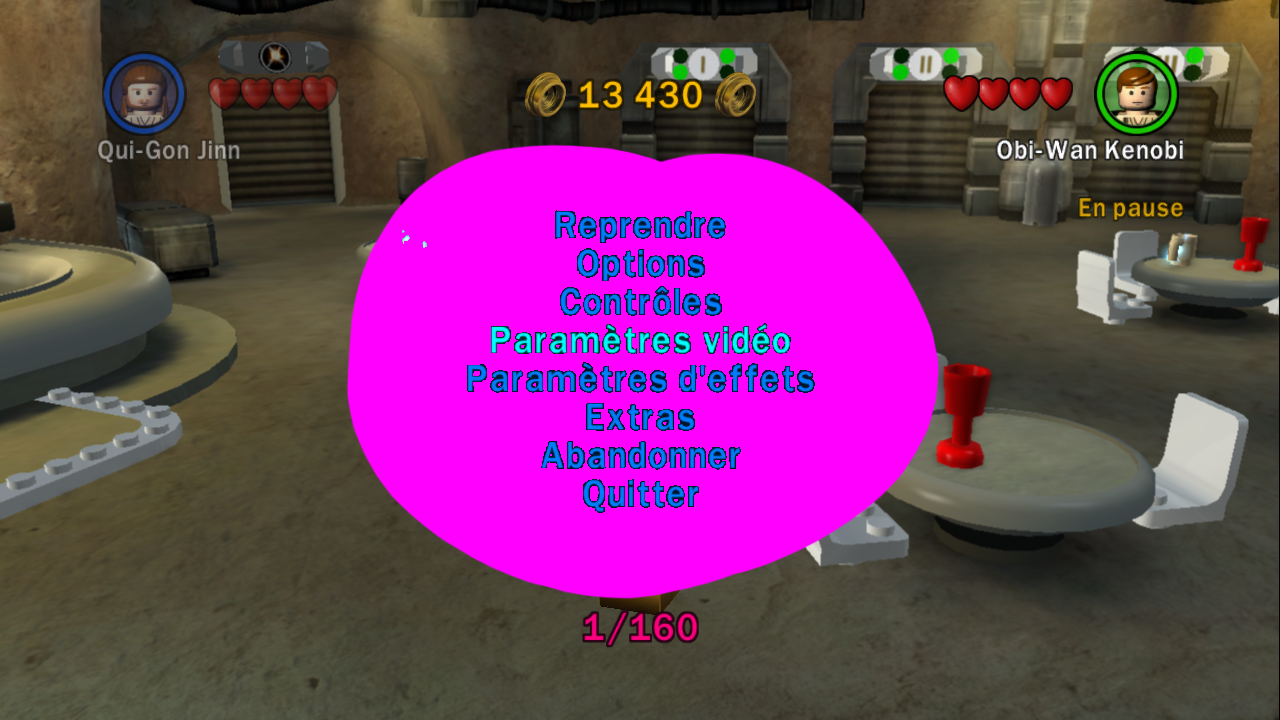 I
II
13 430
Qui-Gon Jinn
Obi-Wan Kenobi
En pause
Reprendre
Options
Contrôles
Paramètres vidéo
Paramètres d'effets
Extras
Abandonner
Quitter
1/160